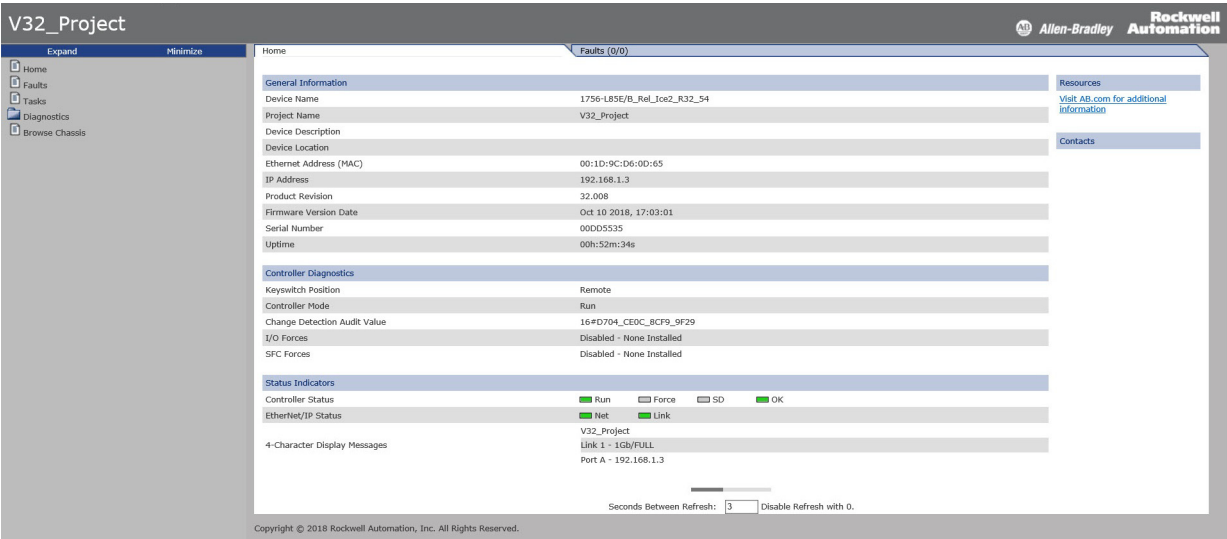 V32_Project
Allen-Bradley
Rockwell
Automation
Expand Minimize
Home
Faults
Tasks
Diagnostics
Browse Chassis
Home Faults (0/0)
General Information
Device Name 1756-L85E/B_Rel_Ice2_R32_54
Project Name V32_Project
Device Description
Device Location
Ethernet Address (MAC) 00:1D:9C:D6:0D:65
IP Address 192.168.1.3
Product Revision 32.008
Firmware Version Date Oct 10 2018, 17:03:01
Serial Number 00DD5535
Uptime 00h:52m:34s
Controller Diagnostics
Keyswitch Position Remote
Controller Mode Run
Change Detection Audit Value 16#D704_CE0C_8CF9_9F29
I/O Forces Disabled - None Installed
SFC Forces Disabled - None Installed
Status Indicators
Controller Status Run Force SD OK
EtherNet/IP Status Net Link
4-Character Display Messages
V32_Project
Link 1 - 1Gb/FULL
Port A - 192.168.1.3
Seconds Between Refresh: 3 Disable Refresh with 0.
Resources
Visit AB.com for additional
information
Contacts
Copyright © 2018 Rockwell Automation, Inc. All Rights Reserved.